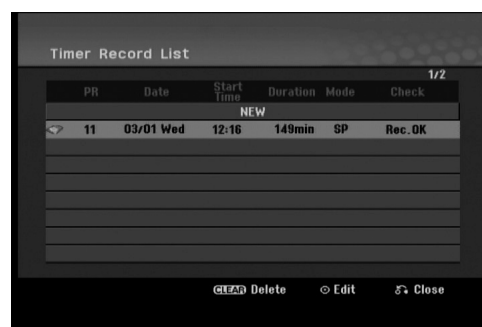 Timer Record List
1/2
PR Date Start Time Duration Mode Check
NEW
11 03/01 Wed 12:16 149min SP Rec. OK
CLEAR Delete Edit Close